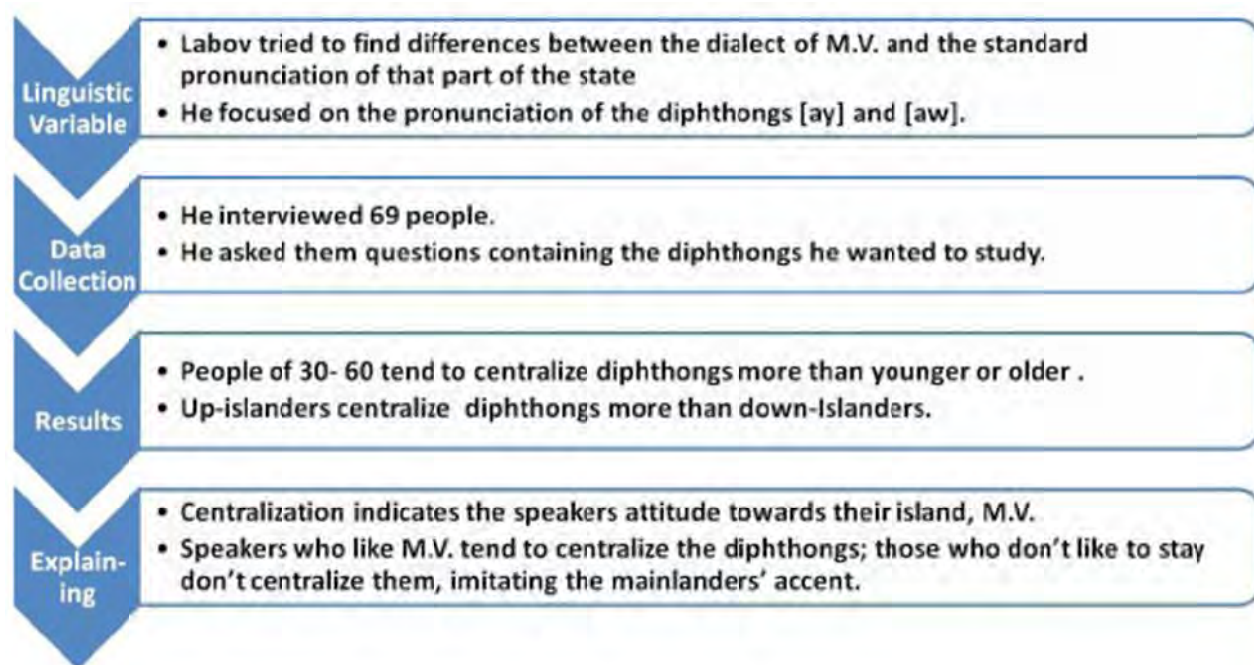 Linguistic
Variable
• Labov tried to find differences between the dialect of M.V. and the standard
pronunciation of that part of the state
• He focused on the pronunciation of the diphthongs [ay] and [aw].
Data
Collection
• He interviewed 69 people.
• He asked them questions containing the diphthongs he wanted to study.
Results
• People of 30- 60 tend to centralize diphthongs more than younger or older .
• Up-islanders centralize diphthongs more than down-Islanders.
Explain-
ing
• Centralization indicates the speakers attitude towards their island, M.V.
• Speakers who like M.V. tend to centralize the diphthongs; those who don't like to stay
don't centralize them, imitating the mainlanders' accent.